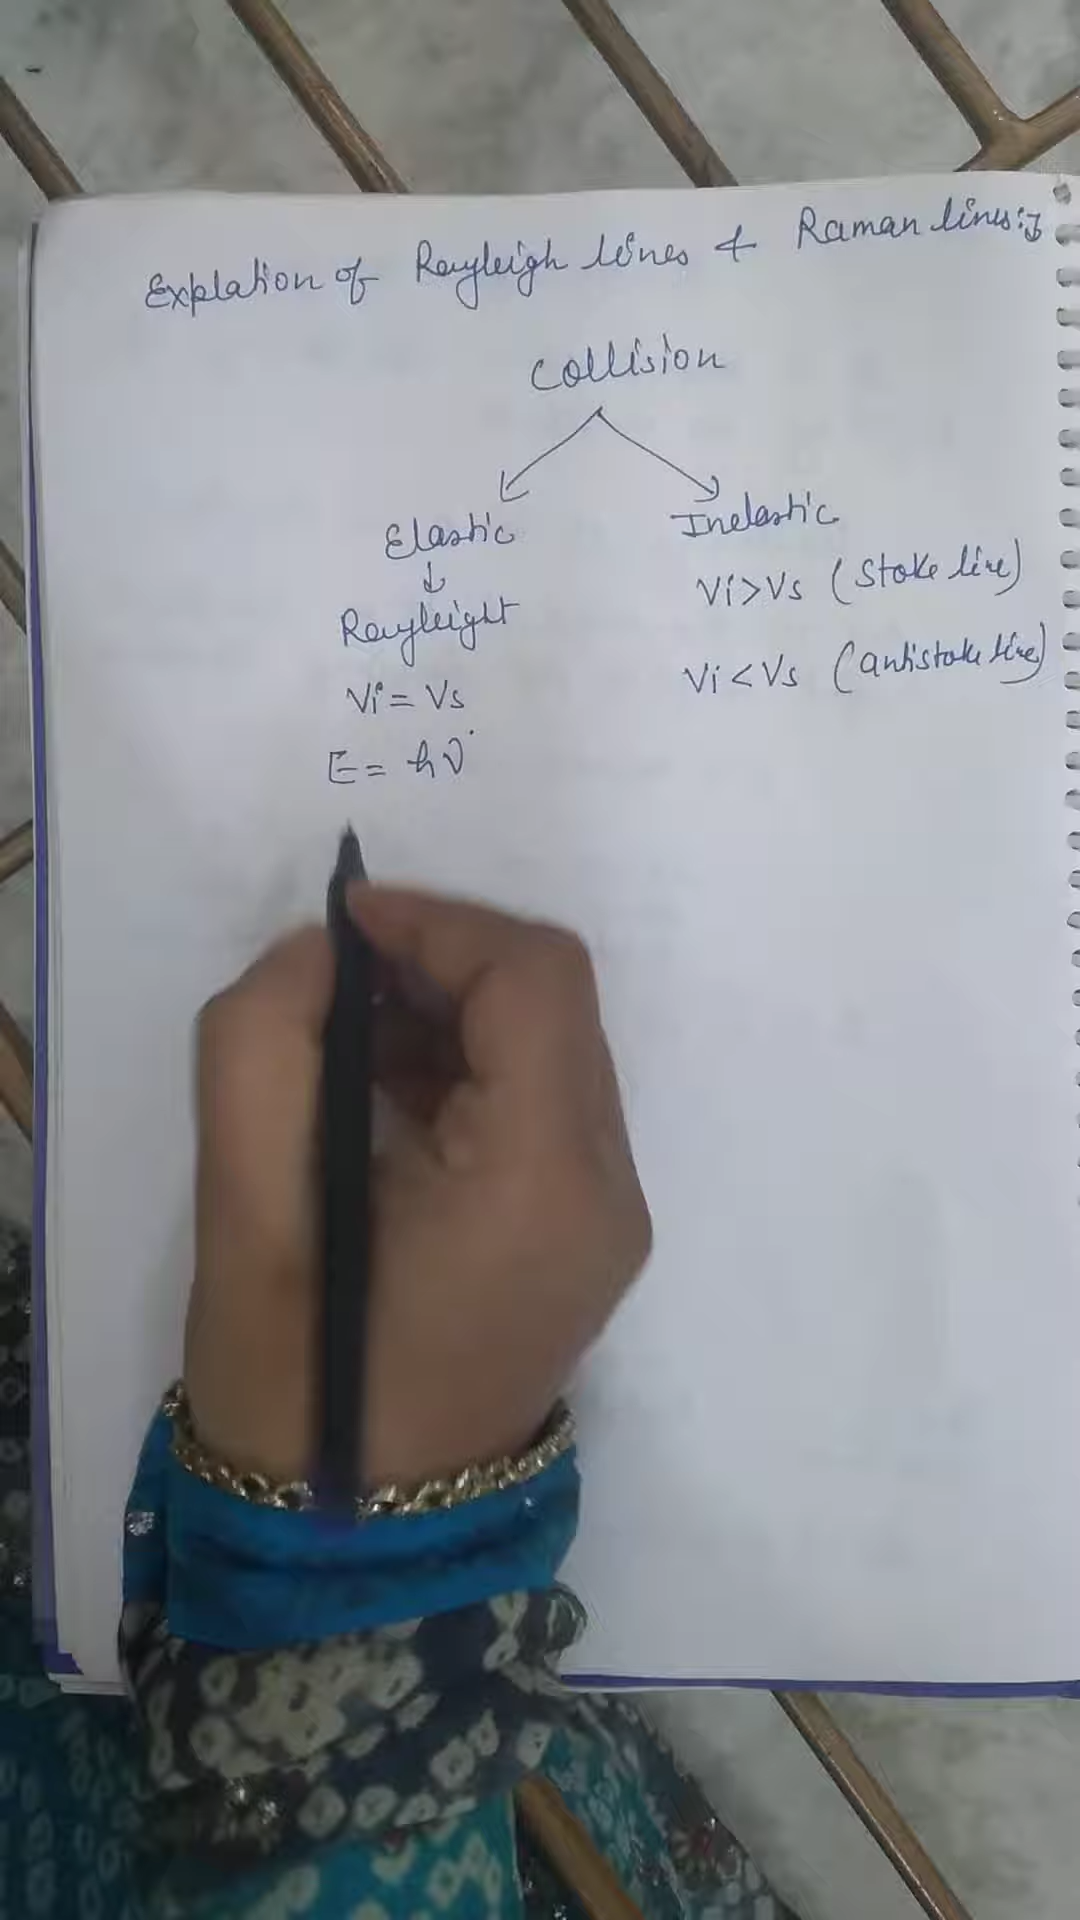 Explation of Rayleigh lines & Raman lines:-
Collision
Elastic
Inelastic
Rayleight
Vi>Vs (Stoke line)
Vi = Vs
Vi<Vs (antistoke line)
E = hν